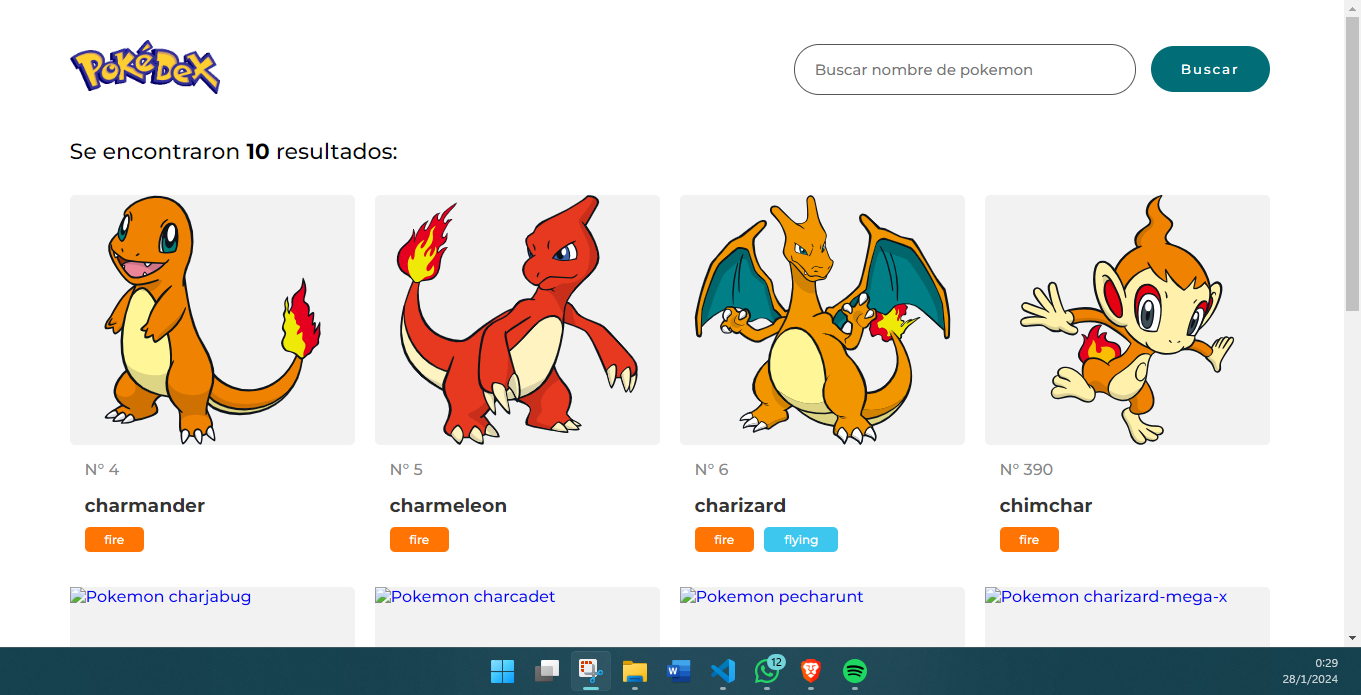 POKéDEX
Buscar nombre de pokemon
Buscar
Se encontraron 10 resultados:
N° 4
N° 5
N° 6
N° 390
charmander
charmeleon
charizard
chimchar
fire
fire
fire flying
fire
Pokemon charjabug
Pokemon charcadet
Pokemon pecharunt
Pokemon charizard-mega-x
W
12
0:29
28/1/2024